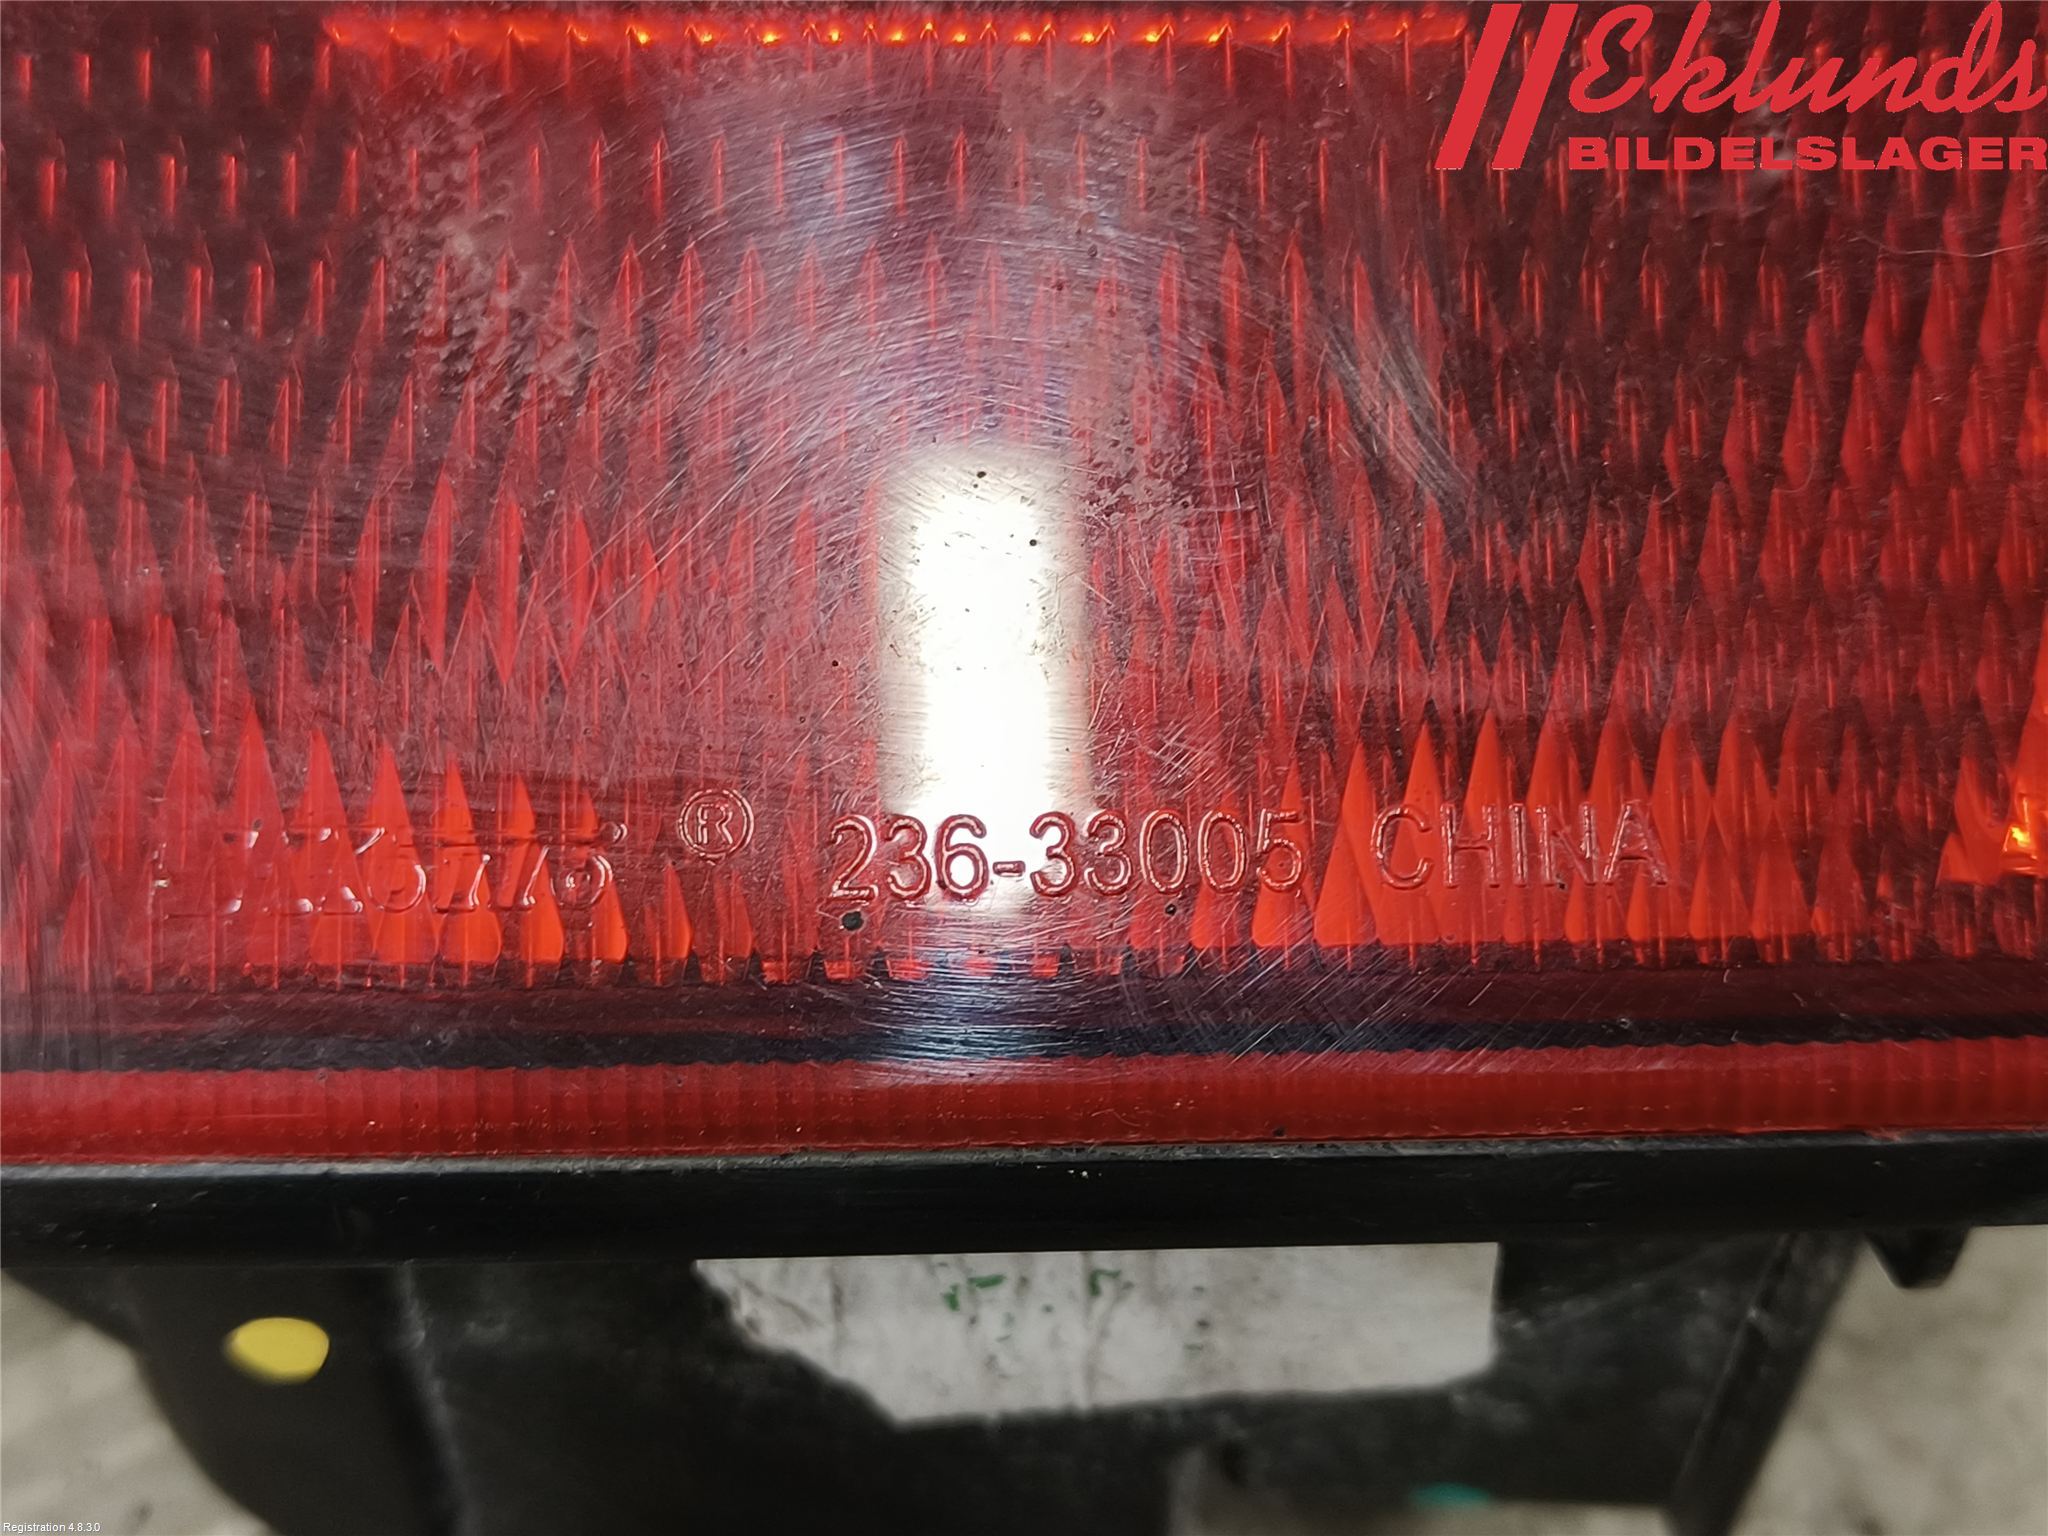 Eklunds
BILDELSLAGER
® 236-33005 CHINA
Registration 4.8.3.0